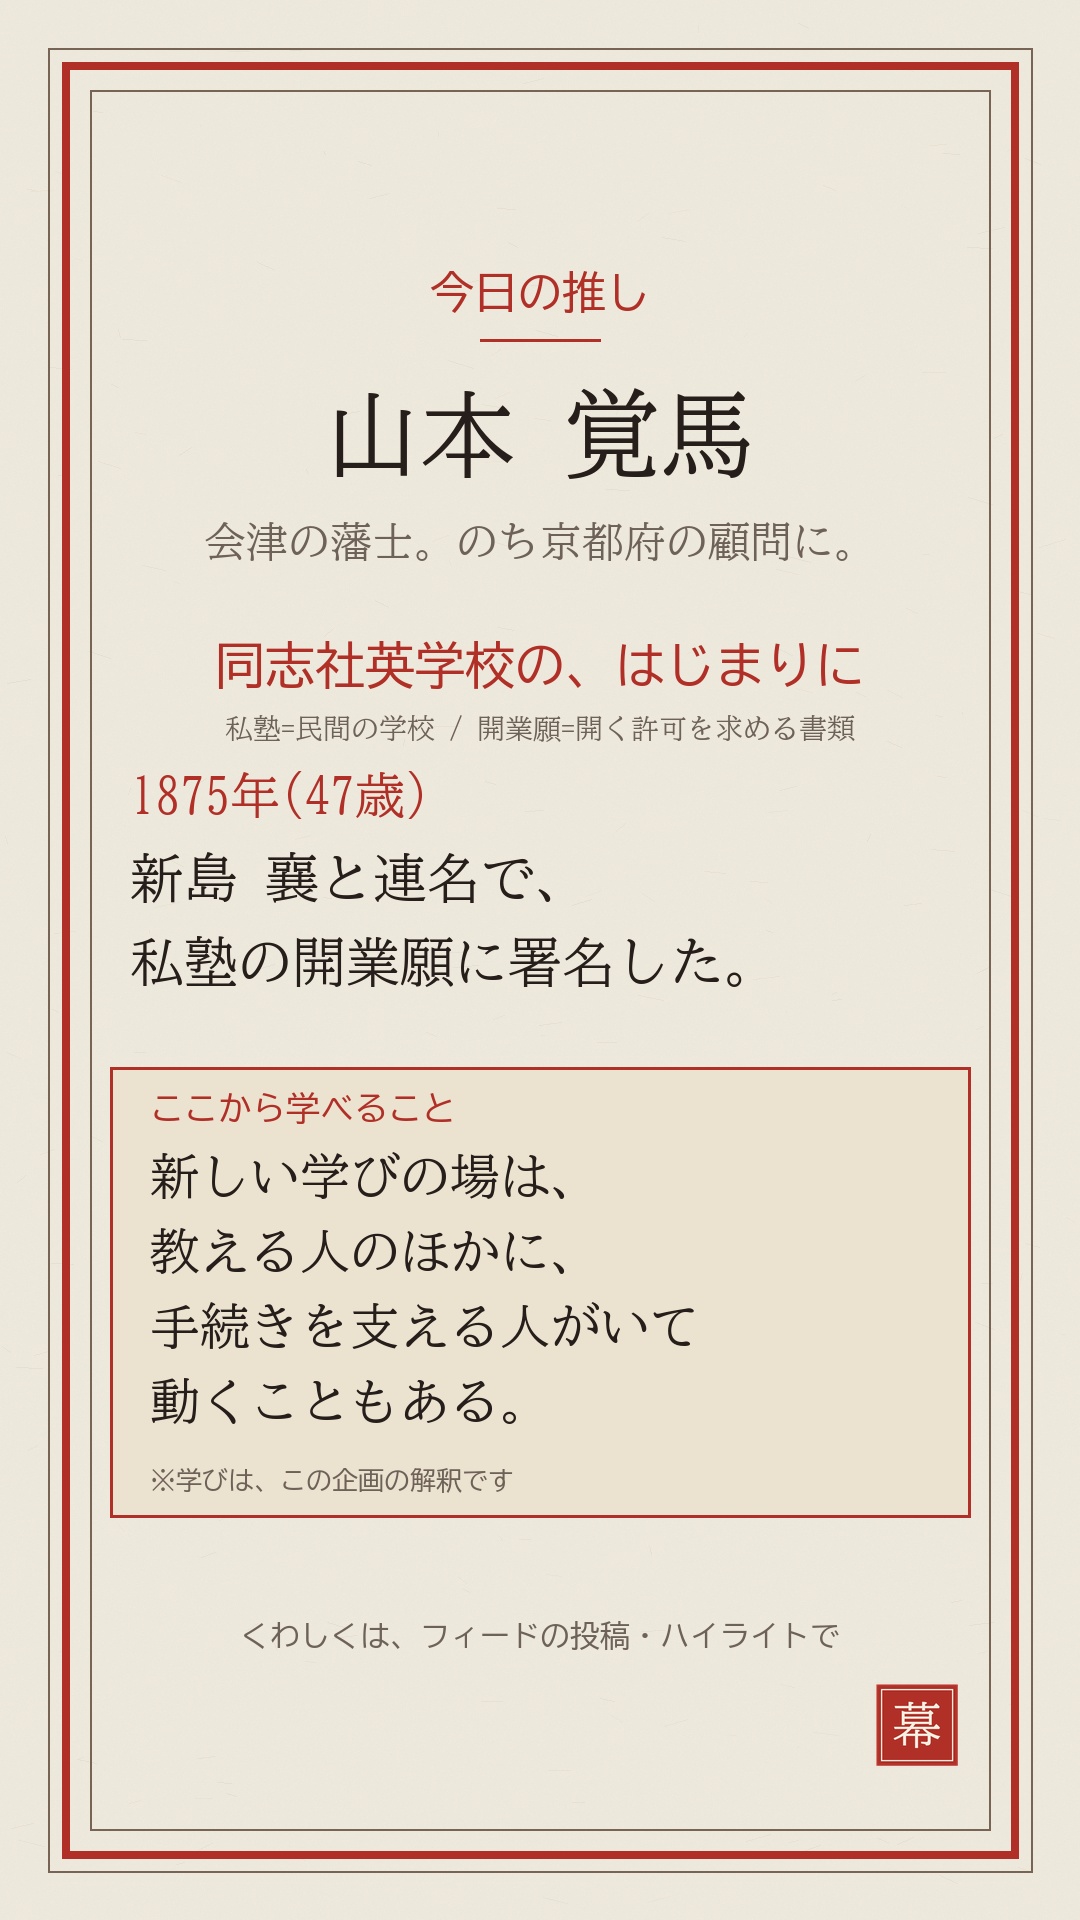 今日の推し
山本 覚馬
会津の藩士。のち京都府の顧問に。
同志社英学校の、はじまりに
私塾=民間の学校 / 開業願=開く許可を求める書類
1875年(47歳)
新島 襄と連名で、
私塾の開業願に署名した。
ここから学べること
新しい学びの場は、
教える人のほかに、
手続きを支える人がいて
動くこともある。
※学びは、この企画の解釈です
くわしくは、フィードの投稿・ハイライトで
幕